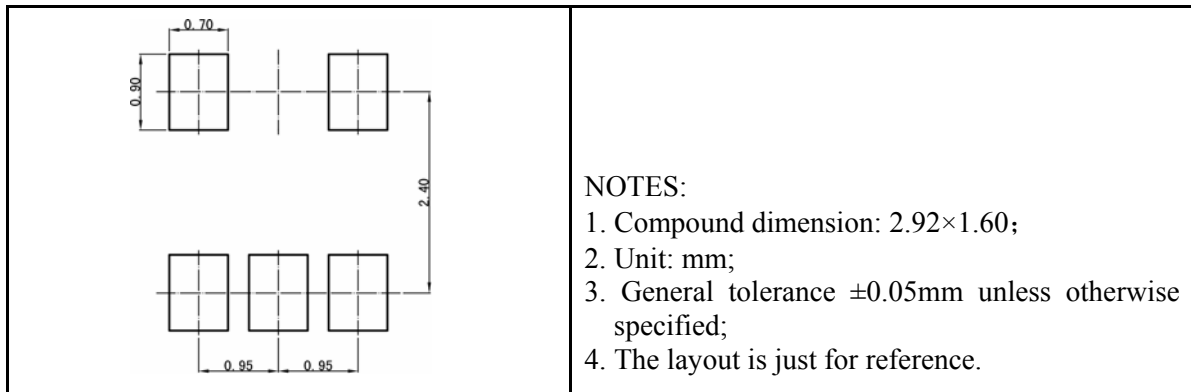 0.70
0.90
2.40
0.95 0.95
NOTES:
1. Compound dimension: 2.92×1.60；
2. Unit: mm;
3. General tolerance ±0.05mm unless otherwise
specified;
4. The layout is just for reference.